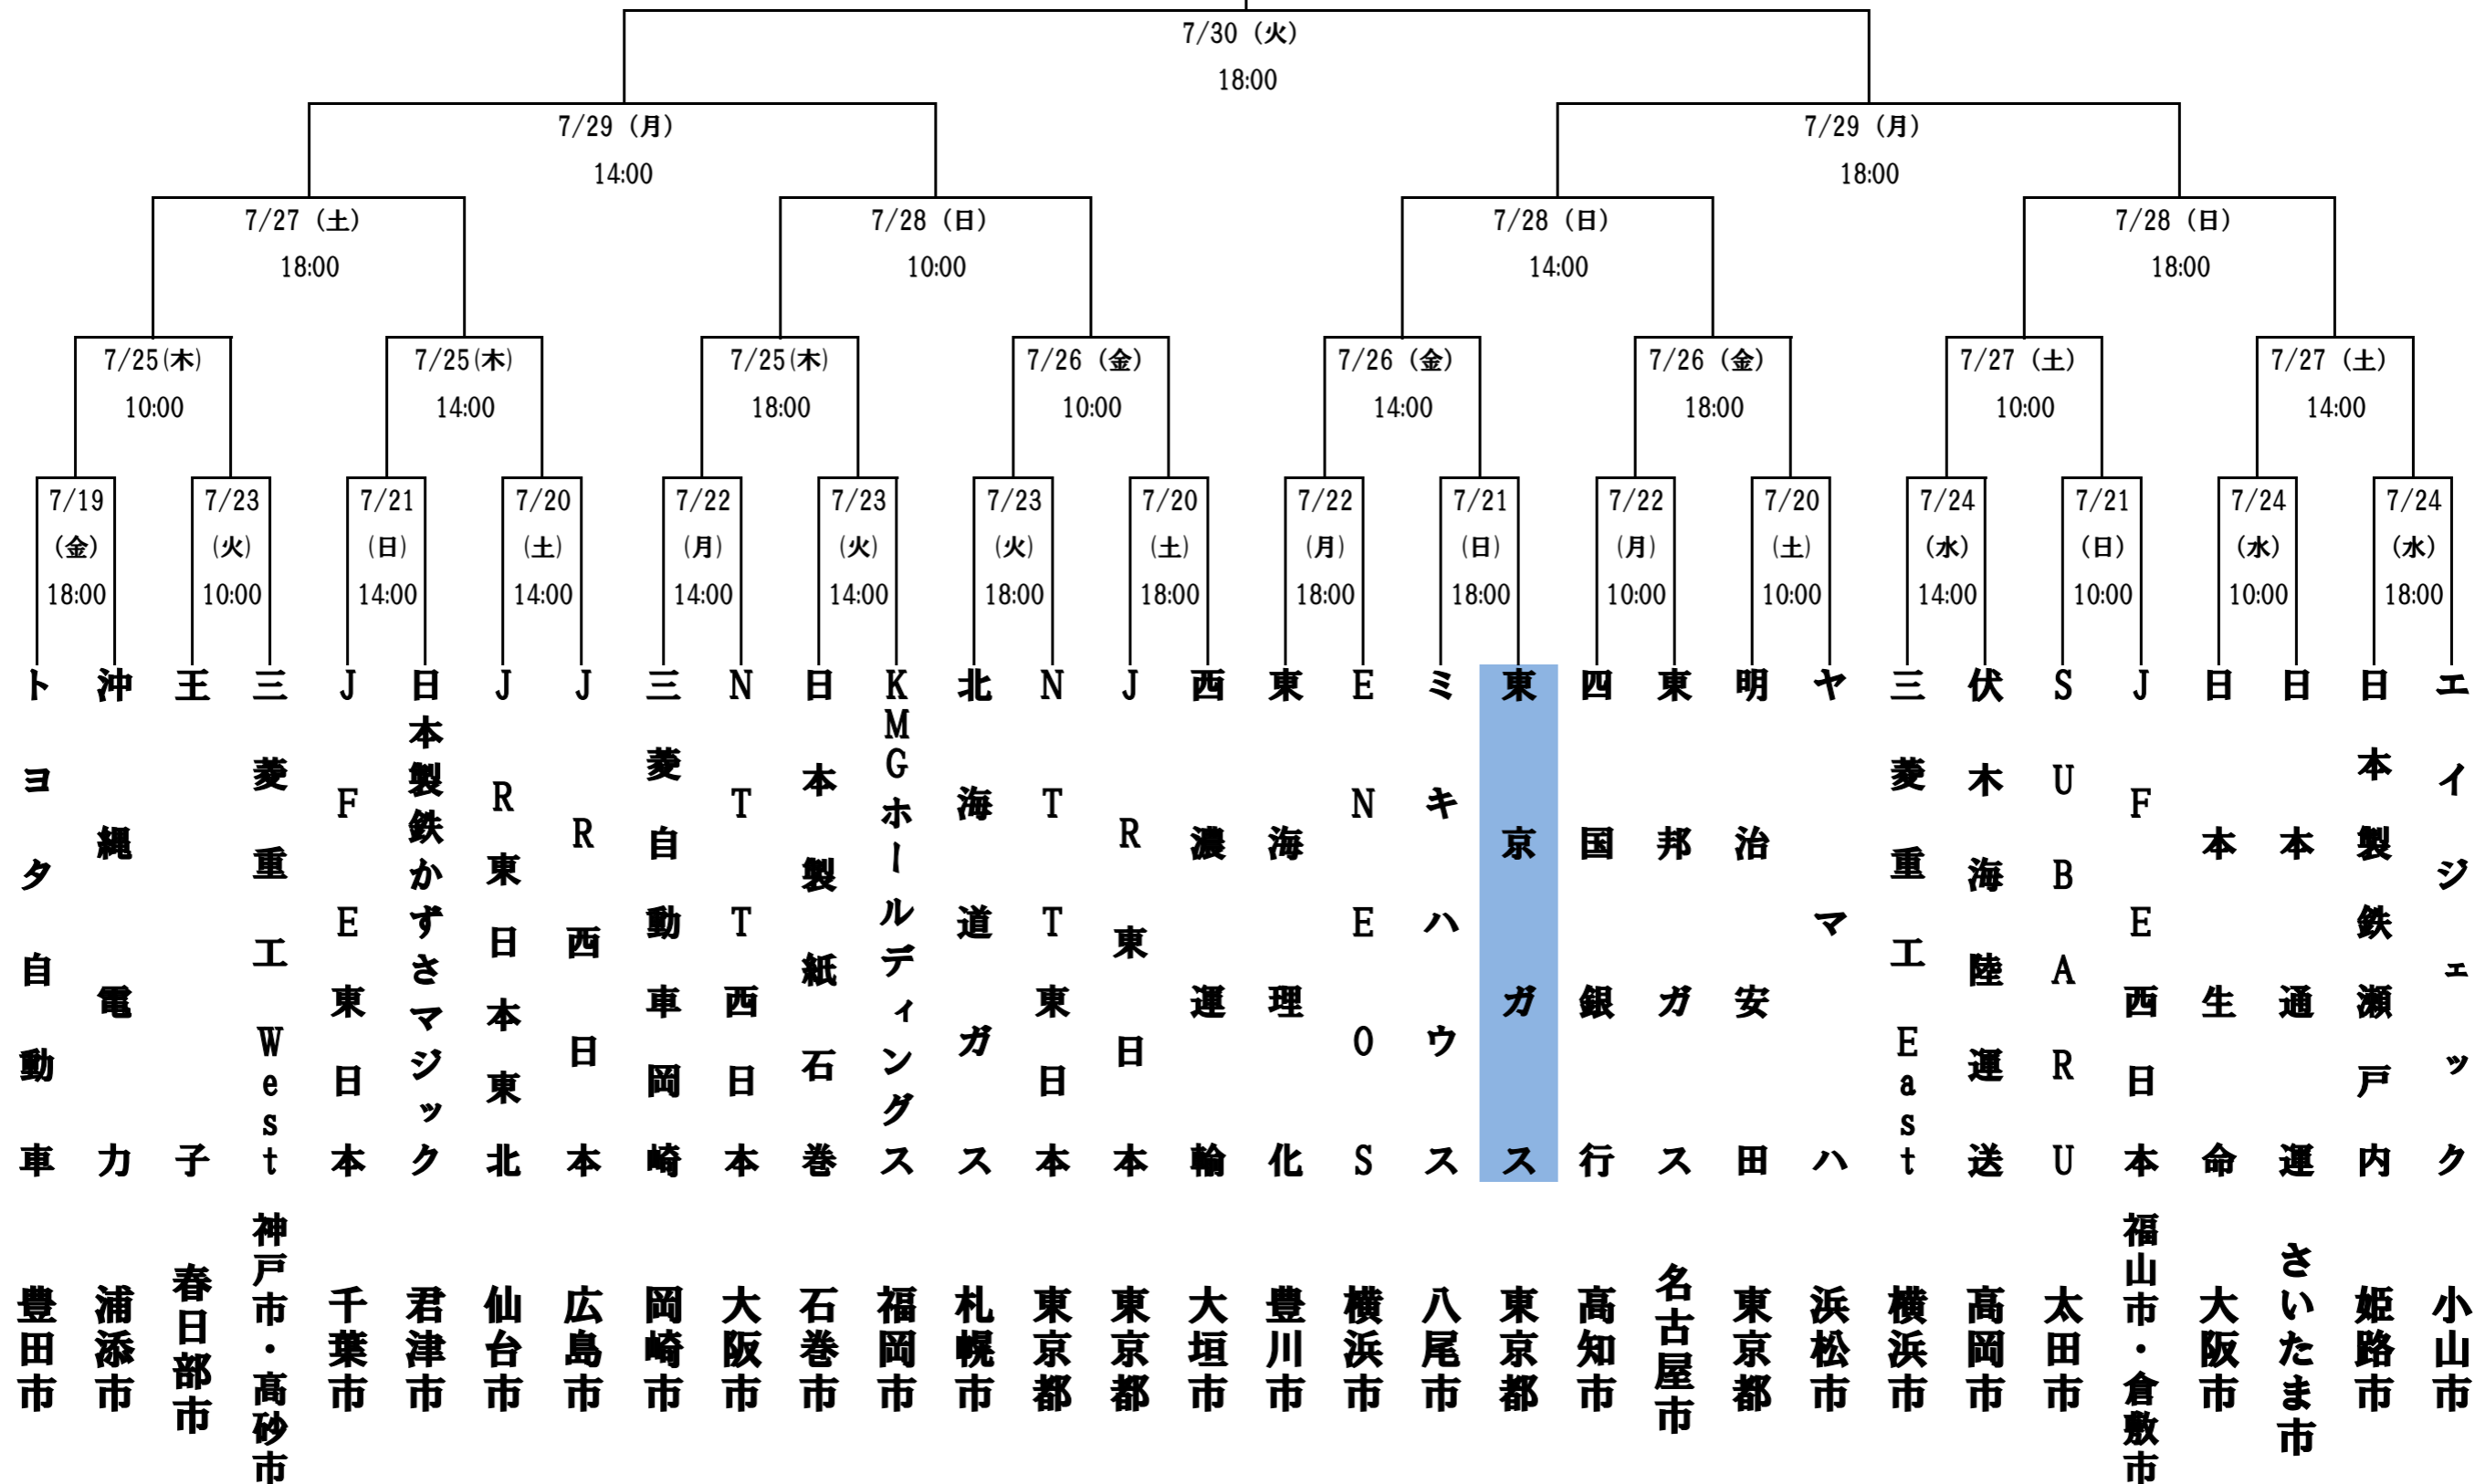 7/30 (火)
18:00
7/29 (月)
14:00
7/29 (月)
18:00
7/27 (土)
18:00
7/28 (日)
10:00
7/28 (日)
14:00
7/28 (日)
18:00
7/25(木)
10:00
7/25(木)
14:00
7/25(木)
18:00
7/26 (金)
10:00
7/26 (金)
14:00
7/26 (金)
18:00
7/27 (土)
10:00
7/27 (土)
14:00
7/19
(金)
18:00
7/23
(火)
10:00
7/21
(日)
14:00
7/20
(土)
14:00
7/22
(月)
14:00
7/23
(火)
14:00
7/23
(火)
18:00
7/20
(土)
18:00
7/22
(月)
18:00
7/21
(日)
18:00
7/22
(月)
10:00
7/20
(土)
10:00
7/24
(水)
14:00
7/21
(日)
10:00
7/24
(水)
10:00
7/24
(水)
18:00
トヨタ自動車
沖縄電力
王子
三菱重工West
JFE東日本
日本製鉄かずさマジック
JR東日本東北
JR西日本
三菱自動車岡崎
NTT西日本
日本製紙石巻
KMGホールディングス
北海道ガス
NTT東日本
JR東日本
西濃運輸
東海理化
ENEOS
ミキハウス
東京ガス
四国銀行
東邦ガス
明治安田
ヤマハ
三菱重工East
伏木海陸運送
SUBARU
JFE西日本
日本生命
日本通運
日本製鉄瀬戸内
エイジェック
豊田市
浦添市
春日部市
神戸市・高砂市
千葉市
君津市
仙台市
広島市
岡崎市
大阪市
石巻市
福岡市
札幌市
東京都
東京都
大垣市
豊川市
横浜市
八尾市
東京都
高知市
名古屋市
東京都
浜松市
横浜市
高岡市
太田市
福山市・倉敷市
大阪市
さいたま市
姫路市
小山市